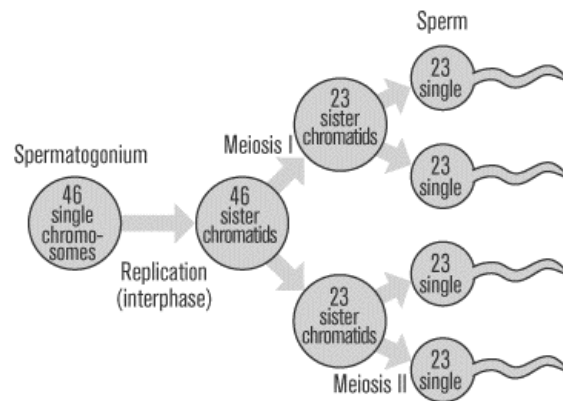 Sperm
23
single
23
sister
chromatids
Meiosis I
23
single
Spermatogonium
46
single
chromo-
somes
46
sister
chromatids
Replication
(interphase)
23
single
23
sister
chromatids
Meiosis II
23
single